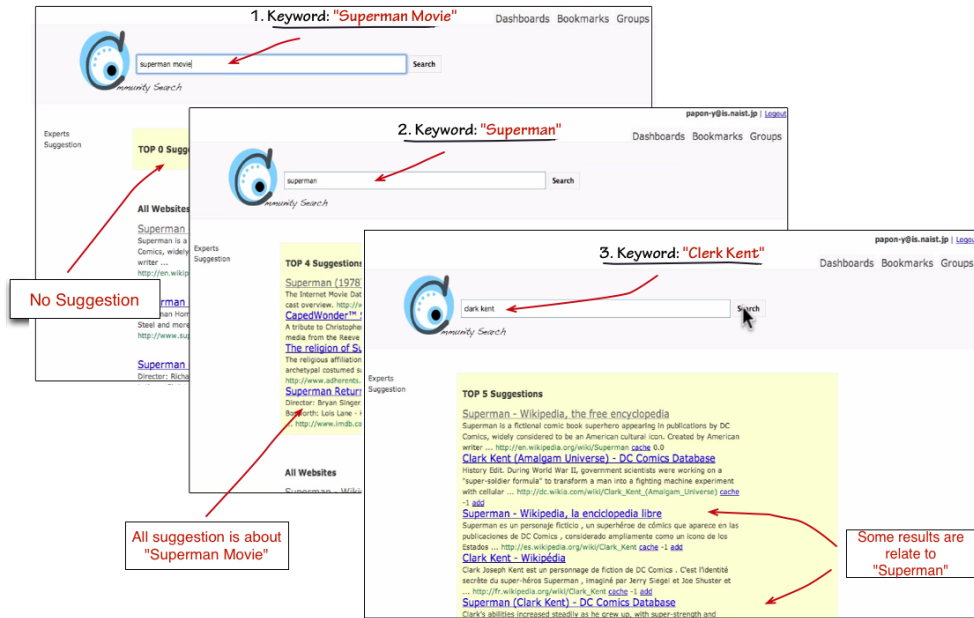 1. Keyword: "Superman Movie"
Dashboards Bookmarks Groups
superman movie
Search
mmunity Search
Experts
Suggestion
TOP 0 Sugg
All Websites
Superman
Superman is a
Comics, widely
writer ...
http://en.wikip
No Suggestion
rman
man Hom
Steel and more
http://www.sup
Superman
Director: Richa
papon-y@is.naist.jp | Logout
2. Keyword: "Superman"
Dashboards Bookmarks Groups
superman
Search
mmunity Search
Experts
Suggestion
TOP 4 Suggestions
Superman (1978
The Internet Movie Dat
cast overview. http://w
CapedWonder™ S
A tribute to Christophe
media from the Reeve
The religion of Su
The religious affiliation
archetypal costumed s
http://www.adherents.
Superman Retur
Director: Bryan Singer
Bosworth: Lois Lane - K
... http://www.imdb.co
All Websites
Superman - Wiki
All suggestion is about
"Superman Movie"
papon-y@is.naist.jp | Logou
3. Keyword: "Clerk Kent"
Dashboards Bookmarks Groups
clark kent
Search
mmunity Search
Experts
Suggestion
TOP 5 Suggestions
Superman - Wikipedia, the free encyclopedia
Superman is a fictional comic book superhero appearing in publications by DC
Comics, widely considered to be an American cultural icon. Created by American
writer ... http://en.wikipedia.org/wiki/Superman cache 0.0
Clark Kent (Amalgam Universe) - DC Comics Database
History Edit. During World War II, government scientists were working on a
"super-soldier formula" to transform a man into a fighting machine experiment
with cellular ... http://dc.wikia.com/wiki/Clark_Kent_(Amalgam_Universe) cache
-1 add
Superman - Wikipedia, la enciclopedia libre
Superman es un personaje ficticio , un superhéroe de cómics que aparece en las
publicaciones de DC Comics , considerado ampliamente como un icono de los
Estados ... http://es.wikipedia.org/wiki/Clark_Kent cache -1 add
Clark Kent - Wikipédia
Clark Joseph Kent est un personnage de fiction de DC Comics . C'est l'identité
secrête du super-héros Superman , imaginé par Jerry Siegel et Joe Shuster et
... http://fr.wikipedia.org/wiki/Clark_Kent cache -1 add
Superman (Clark Kent) - DC Comics Database
Clark's abilities increased steadily as he grew up, with super-strength and
Some results are
relate to
"Superman"